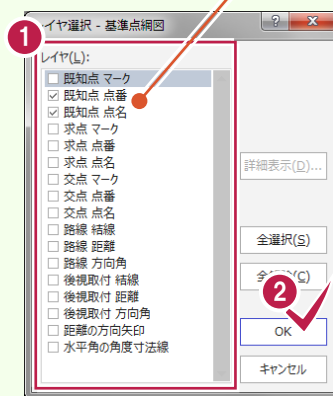 1
イヤ選択 - 基準点網図
レイヤ(L):
既知点 マーク
既知点 点番
既知点 点名
求点 マーク
求点 点番
求点 点名
交点 マーク
交点 点番
交点 点名
路線 結線
路線 距離
路線 方向角
後視取付 結線
後視取付 距離
後視取付 方向角
距離の方向矢印
水平角の角度寸法線
詳細表示(D)...
全選択(S)
(C)
2
OK
キャンセル